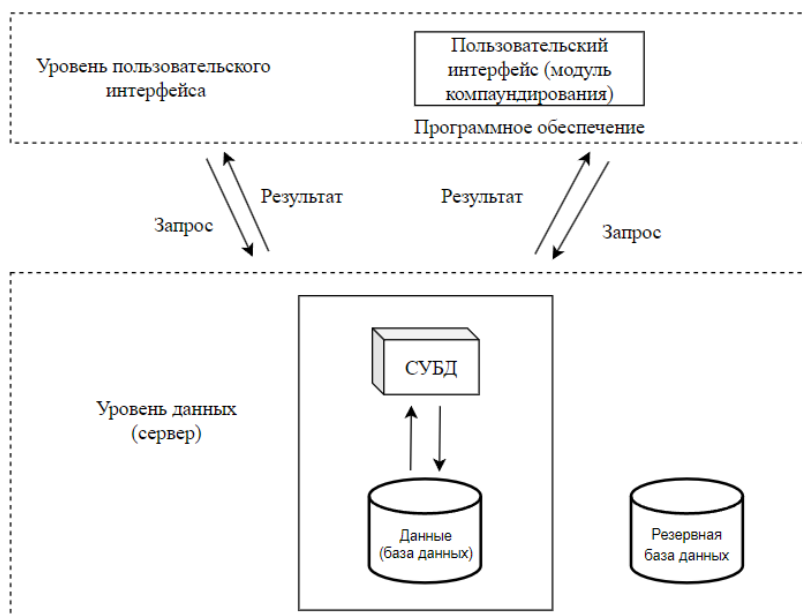 Уровень пользовательского
интерфейса
Пользовательский
интерфейс (модуль
компаундирования)
Программное обеспечение
Результат
Запрос
Результат
Запрос
Уровень данных
(сервер)
СУБД
Данные
(база данных)
Резервная
база данных